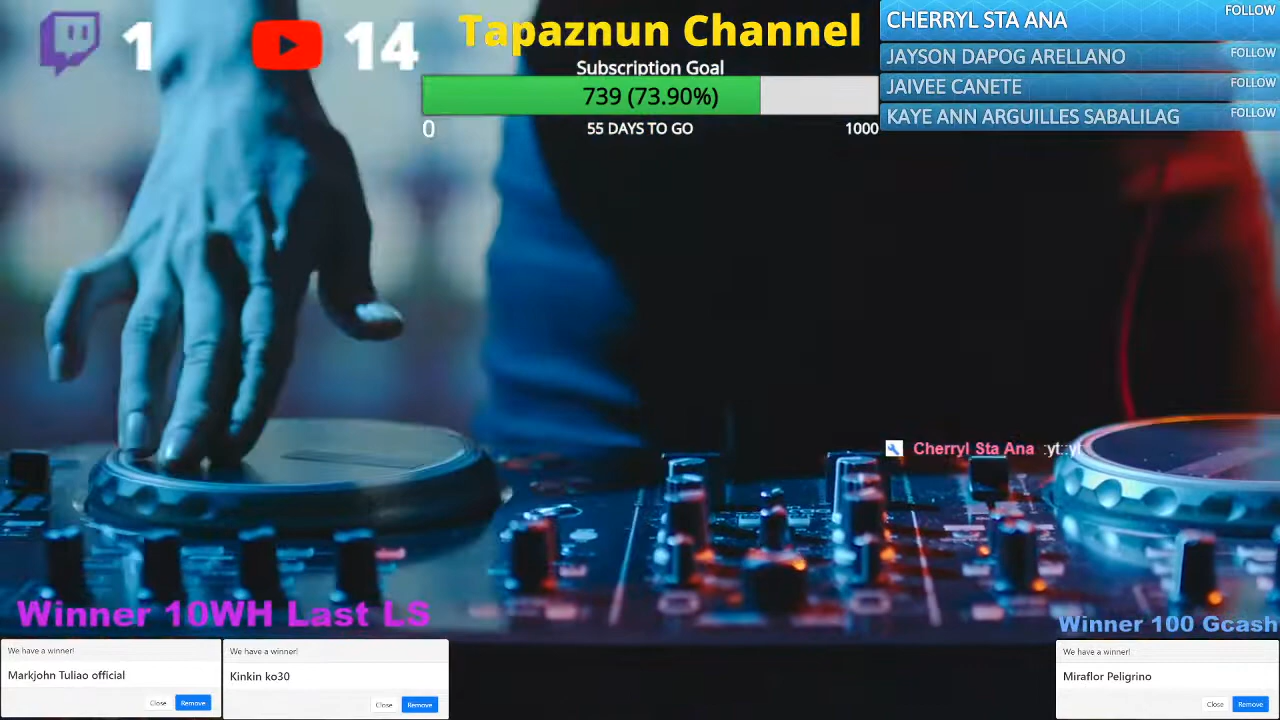 1
14
Tapaznun Channel
Subscription Goal
739 (73.90%)
0
55 DAYS TO GO
1000
CHERRYL STA ANA
FOLLOW
JAYSON DAPOG ARELLANO
FOLLOW
JAIVEE CANETE
FOLLOW
KAYE ANN ARGUILLES SABALILAG
FOLLOW
Cherryl Sta Ana :yt::yt
Winner 10WH Last LS
Winner 100 Gcash
We have a winner!
Markjohn Tuliao official
Close Remove
We have a winner!
Kinkin ko30
Close Remove
We have a winner!
Miraflor Peligrino
Close Remove